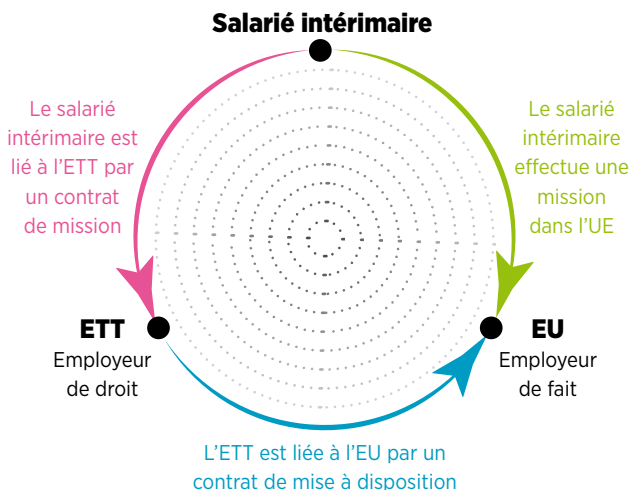 Salarié intérimaire
Le salarié
intérimaire est
lié à l’ETT par
un contrat
de mission
Le salarié
intérimaire
effectue une
mission
dans l’UE
ETT
Employeur
de droit
EU
Employeur
de fait
L’ETT est liée à l’EU par un
contrat de mise à disposition